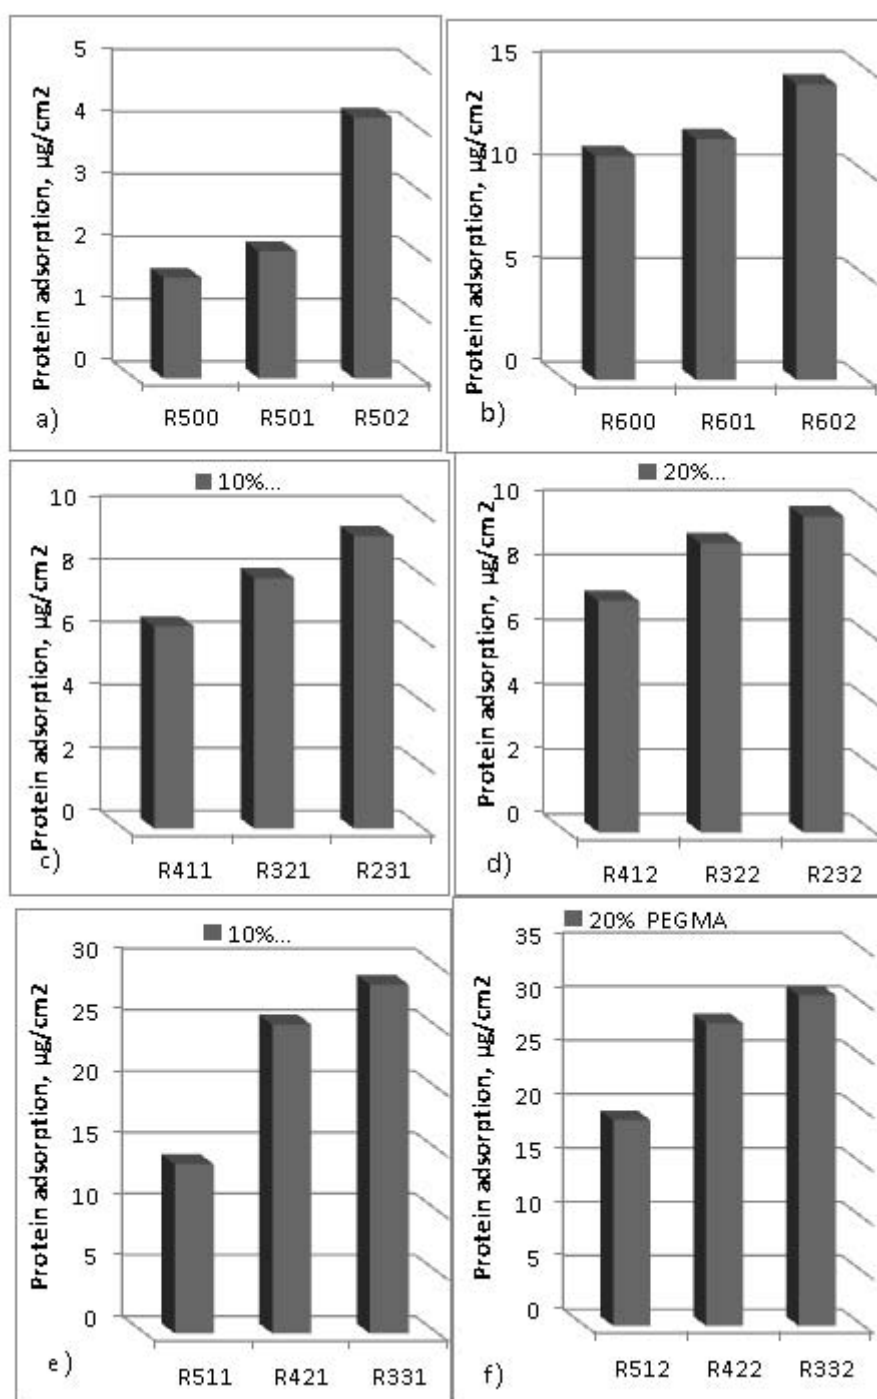 Protein adsorption, µg/cm2
5
4
3
2
1
0
R500 R501 R502
a)
Protein adsorption, µg/cm2
15
10
5
0
R600 R601 R602
b)
10%...
Protein adsorption, µg/cm2
10
8
6
4
2
0
R411 R321 R231
c)
20%...
Protein adsorption, µg/cm2
10
8
6
4
2
0
R412 R322 R232
d)
10%...
Protein adsorption, µg/cm2
30
25
20
15
10
5
0
R511 R421 R331
e)
20% PEGMA
Protein adsorption, µg/cm2
35
30
25
20
15
10
5
0
R512 R422 R332
f)